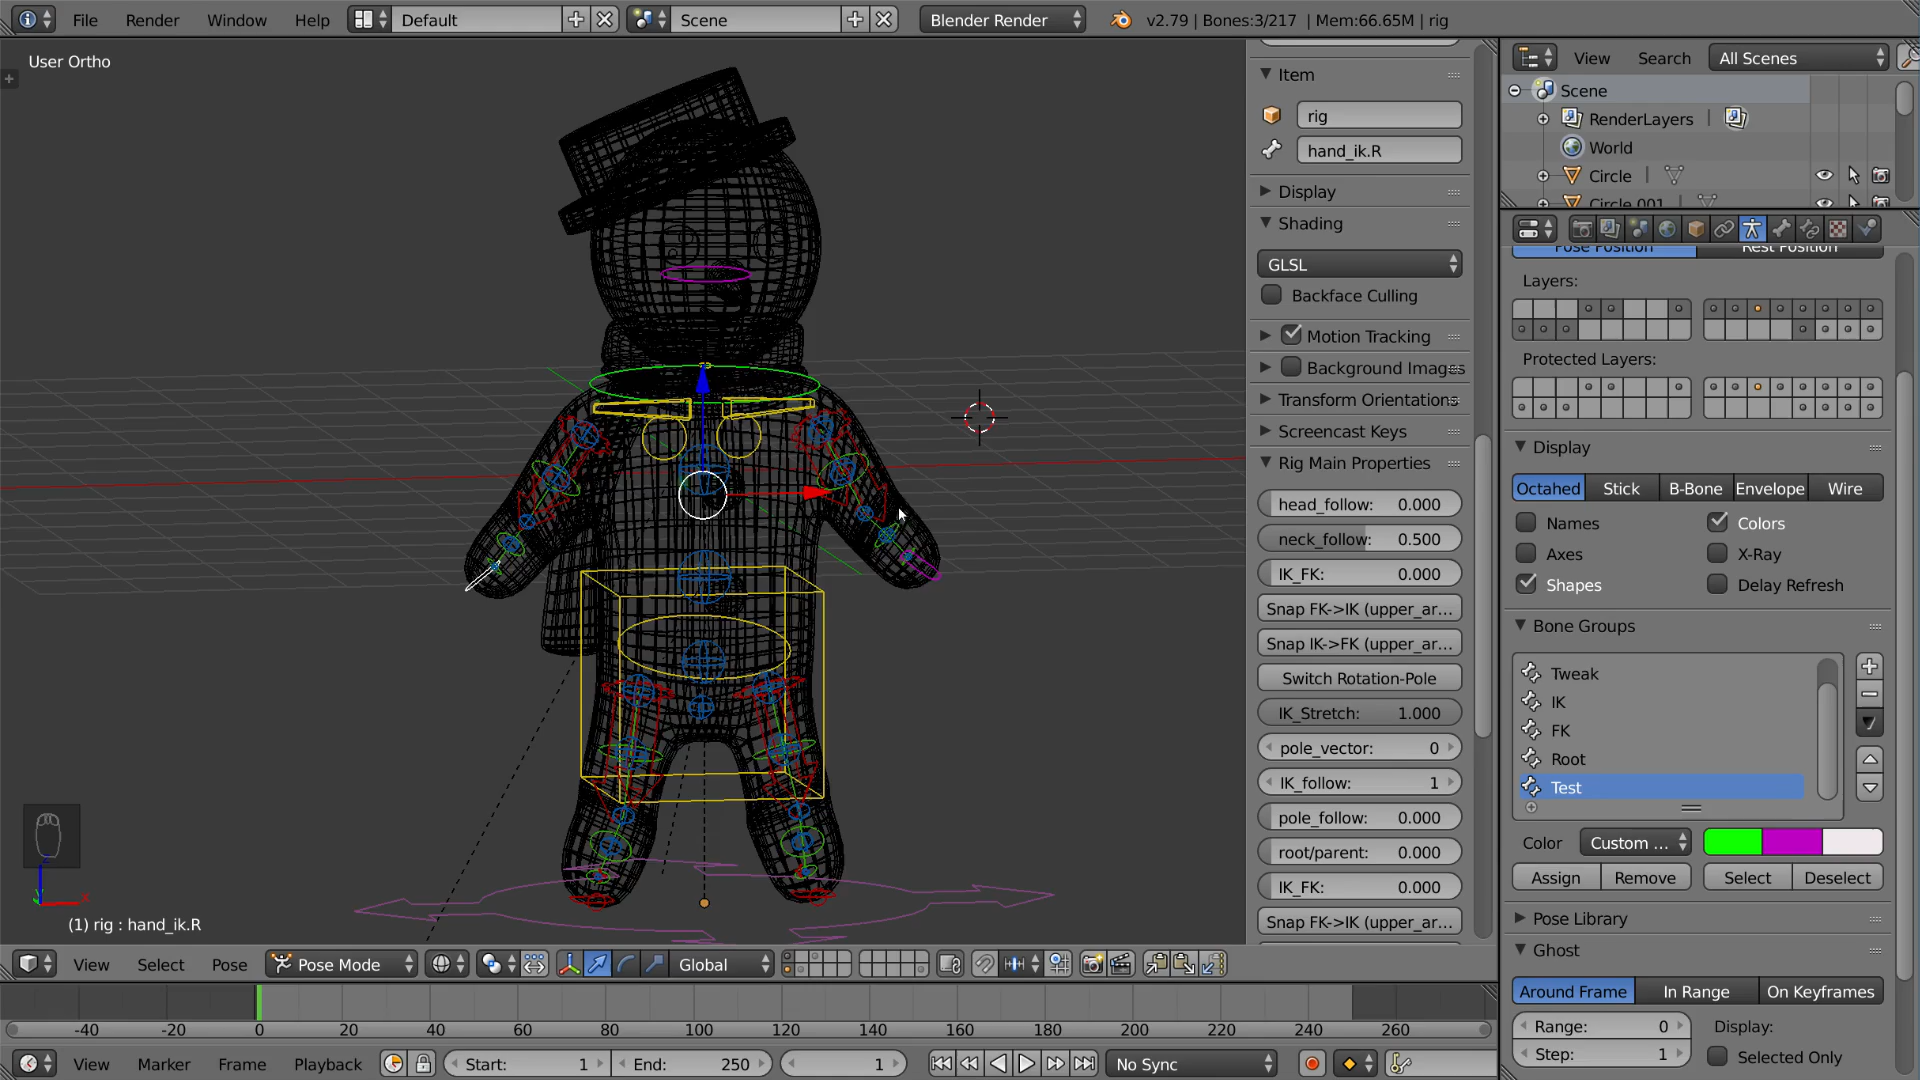 File Render Window Help Default Scene Blender Render v2.79 | Bones:3/217 | Mem:66.65M | rig
User Ortho
(1) rig : hand_ik.R
Item
rig
hand_ik.R
Display
Shading
GLSL
Backface Culling
Motion Tracking
Background Images
Transform Orientations
Screencast Keys
Rig Main Properties
head_follow: 0.000
neck_follow: 0.500
IK_FK: 0.000
Snap FK->IK (upper_ar...
Snap IK->FK (upper_ar...
Switch Rotation-Pole
IK_Stretch: 1.000
pole_vector: 0
IK_follow: 1
pole_follow: 0.000
root/parent: 0.000
IK_FK: 0.000
Snap FK->IK (upper_ar...
View Search All Scenes
Scene
RenderLayers |
World
Circle |
Circle.001
Pose Position Rest Position
Layers:
Protected Layers:
Display
Octahed Stick B-Bone Envelope Wire
Names Colors
Axes X-Ray
Shapes Delay Refresh
Bone Groups
Tweak
IK
FK
Root
Test
Color Custom ...
Assign Remove Select Deselect
Pose Library
Ghost
Around Frame In Range On Keyframes
Range: 0 Display:
Step: 1 Selected Only
View Select Pose Pose Mode Global
-40 -20 0 20 40 60 80 100 120 140 160 180 200 220 240 260
View Marker Frame Playback Start: 1 End: 250 1 No Sync